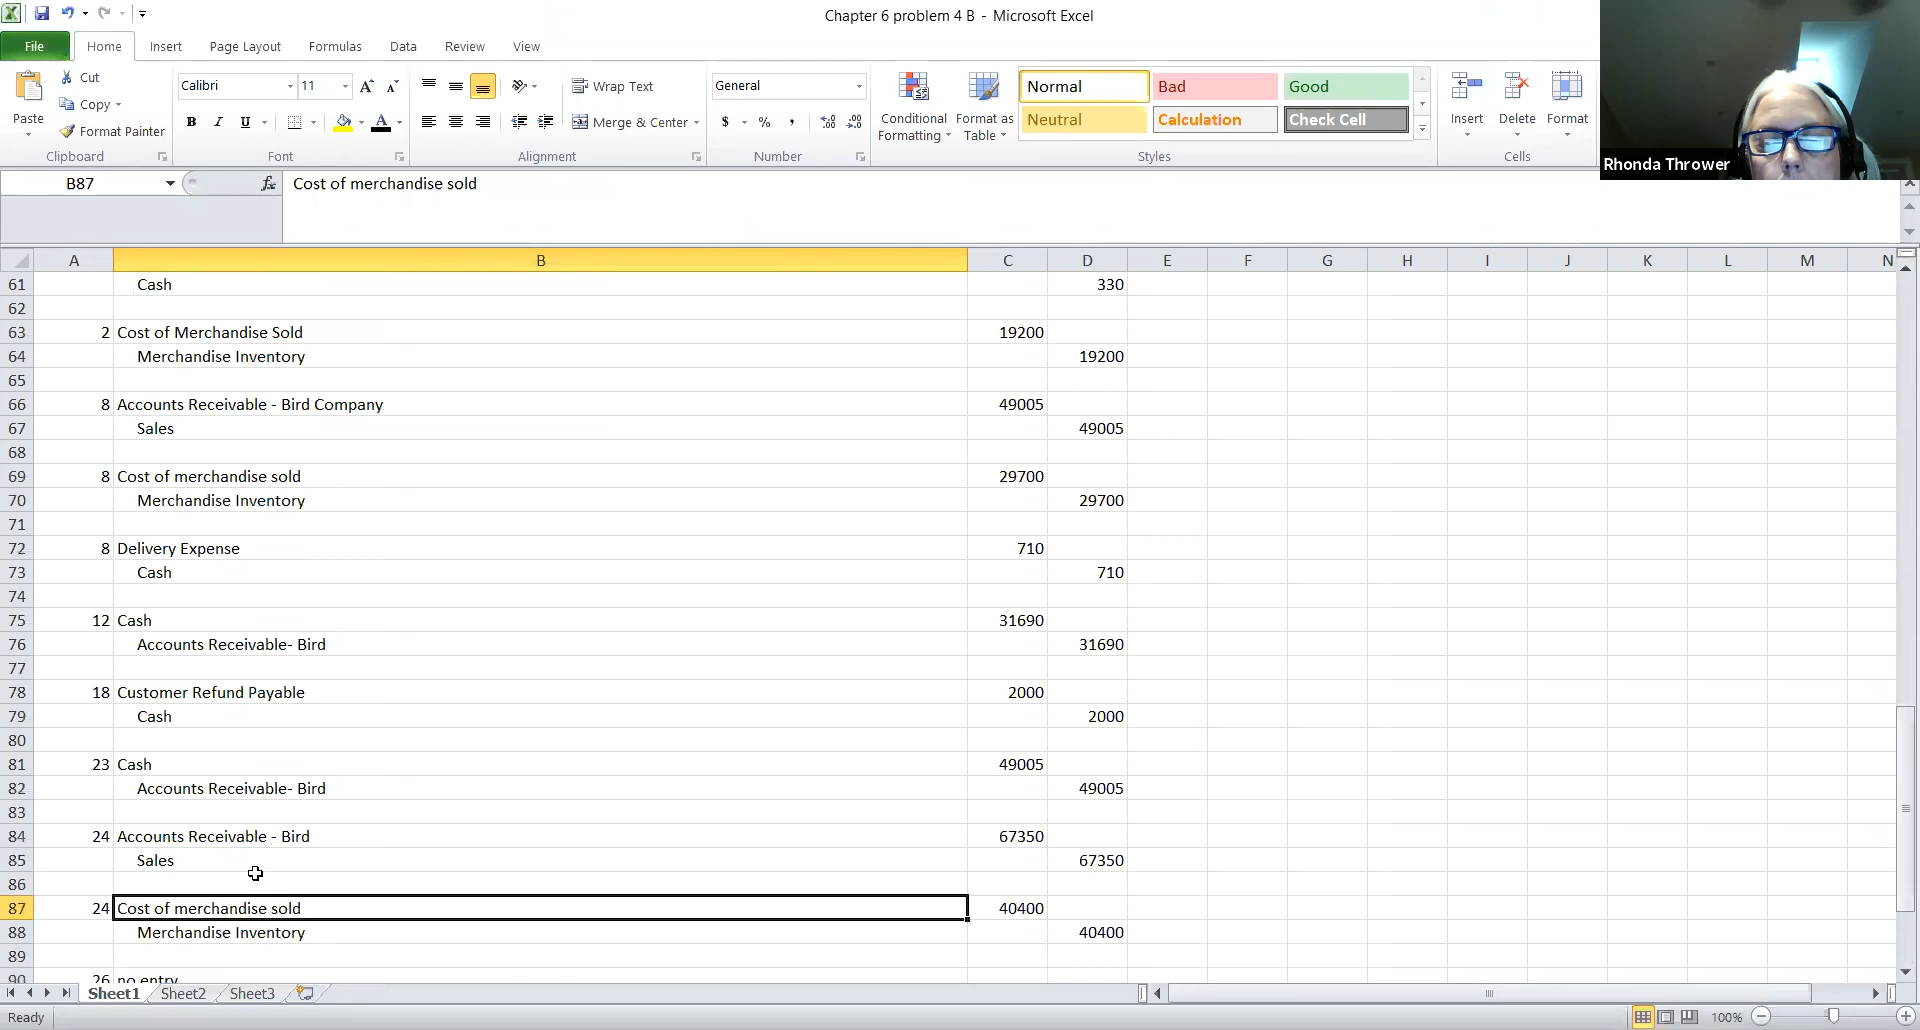 Chapter 6 problem 4 B - Microsoft Excel
File Home Insert Page Layout Formulas Data Review View
Cut
Copy
Format Painter
Paste
Clipboard
Calibri 11
B I U
Font
Wrap Text
Merge & Center
Alignment
General
$ % ,
Number
Conditional Formatting
Format as Table
Normal Bad Good
Neutral Calculation Check Cell
Styles
Insert Delete Format
Cells
Rhonda Thrower
B87 fx Cost of merchandise sold
A B C D E F G H I J K L M N
61 Cash 330
62
63 2 Cost of Merchandise Sold 19200
64 Merchandise Inventory 19200
65
66 8 Accounts Receivable - Bird Company 49005
67 Sales 49005
68
69 8 Cost of merchandise sold 29700
70 Merchandise Inventory 29700
71
72 8 Delivery Expense 710
73 Cash 710
74
75 12 Cash 31690
76 Accounts Receivable- Bird 31690
77
78 18 Customer Refund Payable 2000
79 Cash 2000
80
81 23 Cash 49005
82 Accounts Receivable- Bird 49005
83
84 24 Accounts Receivable - Bird 67350
85 Sales 67350
86
87 24 Cost of merchandise sold 40400
88 Merchandise Inventory 40400
89
90 26 no entry
Sheet1 Sheet2 Sheet3
Ready 100%